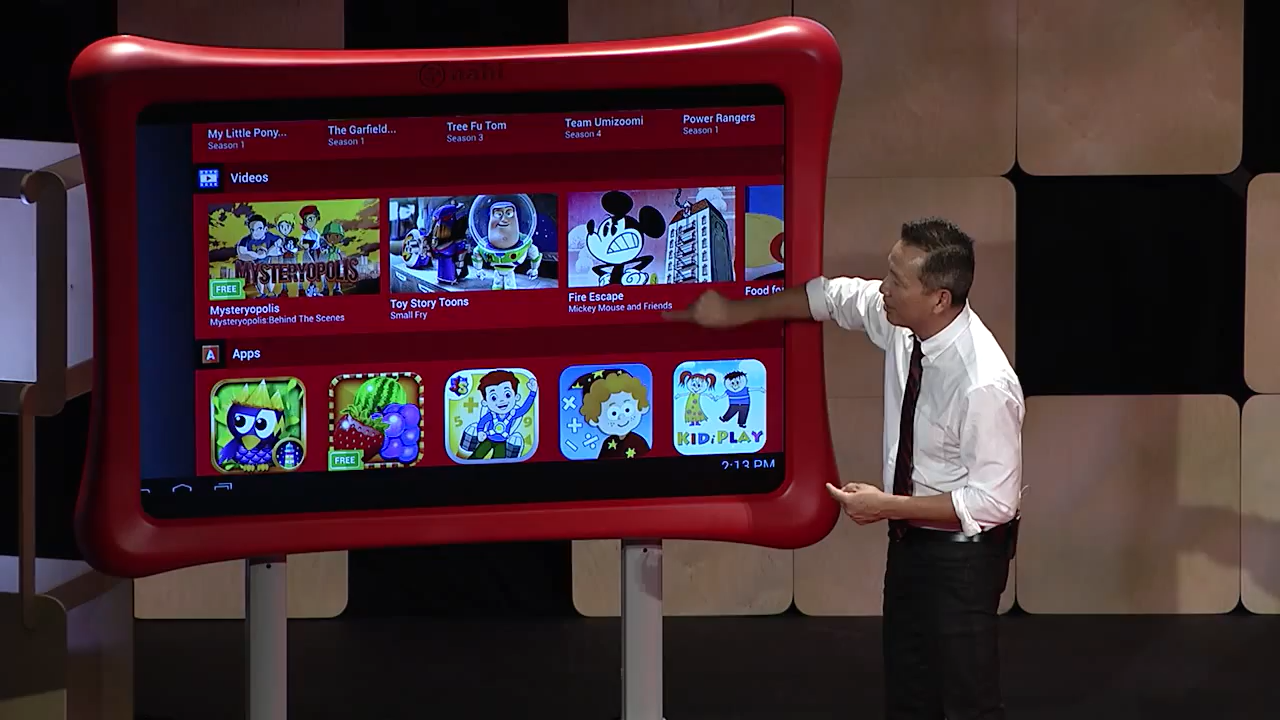 My Little Pony...
Season 1
The Garfield...
Season 1
Tree Fu Tom
Season 3
Team Umizoomi
Season 4
Power Rangers
Season 1
Videos
MYSTERYOPOLIS
FREE
Mysteryopolis
Mysteryopolis:Behind The Scenes
Toy Story Toons
Small Fry
Fire Escape
Mickey Mouse and Friends
Food fo
A
Apps
FREE
KIDiPLAY
2:13 PM